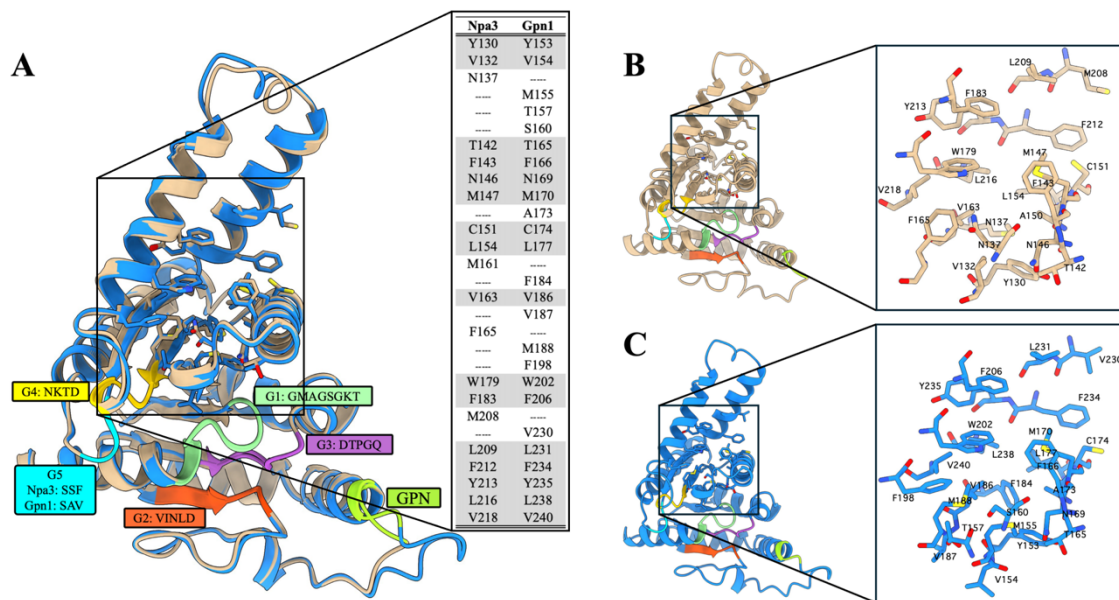 A
Npa3 Gpn1
Y130 Y153
V132 V154
N137 -----
----- M155
----- T157
----- S160
T142 T165
F143 F166
N146 N169
M147 M170
----- A173
C151 C174
L154 L177
M161 -----
----- F184
V163 V186
----- V187
F165 -----
----- M188
----- F198
W179 W202
F183 F206
M208 -----
----- V230
L209 L231
F212 F234
Y213 Y235
L216 L238
V218 V240
G4: NKTD
G1: GMAGSGKT
G3: DTPGQ
G5
Npa3: SSF
Gpn1: SAV
G2: VINLD
GPN
B
L209
M208
F183
Y213
F212
W179
M147
C151
L216
F143
V218
L154
V163
A150
F165
N137
N137
N146
V132
T142
Y130
C
L231
V230
F206
Y235
F234
W202
M170
C174
L238
L177
V240
F166
F198
V186
F184
A173
M188
S160
N169
T157
M155
T165
Y153
V187
V154